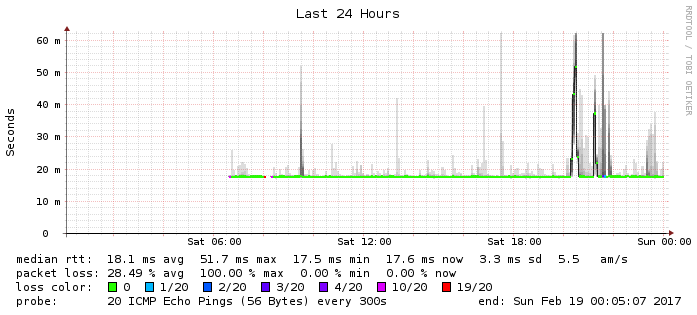 Last 24 Hours
RRDTOOL / TOBI OETIKER
Seconds
60 m
50 m
40 m
30 m
20 m
10 m
0
Sat 06:00 Sat 12:00 Sat 18:00 Sun 00:00
median rtt: 18.1 ms avg 51.7 ms max 17.5 ms min 17.6 ms now 3.3 ms sd 5.5 am/s
packet loss: 28.49 % avg 100.00 % max 0.00 % min 0.00 % now
loss color: 0 1/20 2/20 3/20 4/20 10/20 19/20
probe: 20 ICMP Echo Pings (56 Bytes) every 300s end: Sun Feb 19 00:05:07 2017